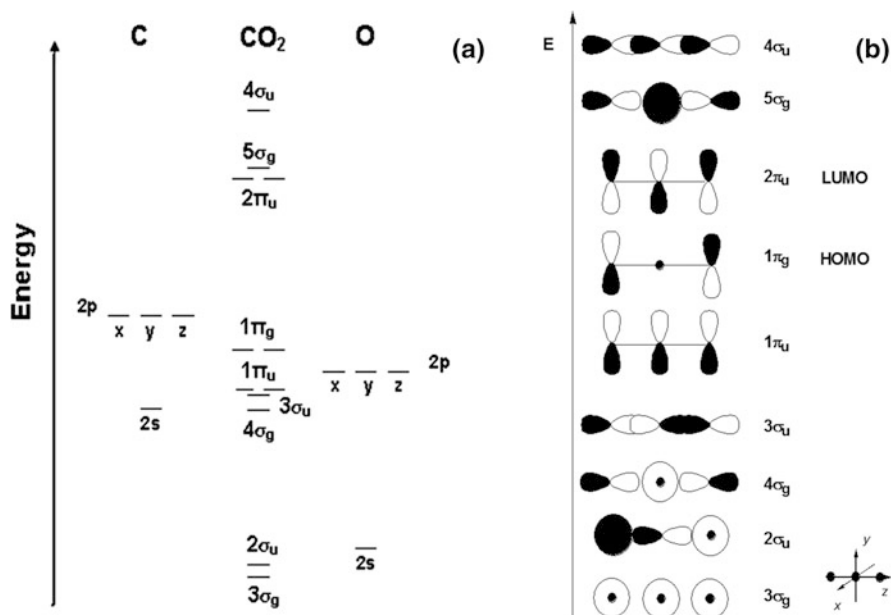 C CO₂ O (a)
4σu
5σg
2πu
Energy
2p
x y z
1πg
1πu
2p
x y z
2s
3σu
4σg
2σu
2s
3σg
E
4σu
(b)
5σg
2πu LUMO
1πg HOMO
1πu
3σu
4σg
2σu
3σg
y
x
z